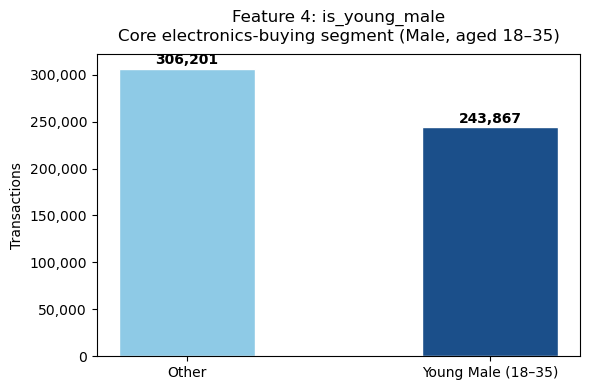 Feature 4: is_young_male
Core electronics-buying segment (Male, aged 18–35)
306,201
243,867
300,000
250,000
200,000
150,000
100,000
50,000
0
Transactions
Other
Young Male (18–35)